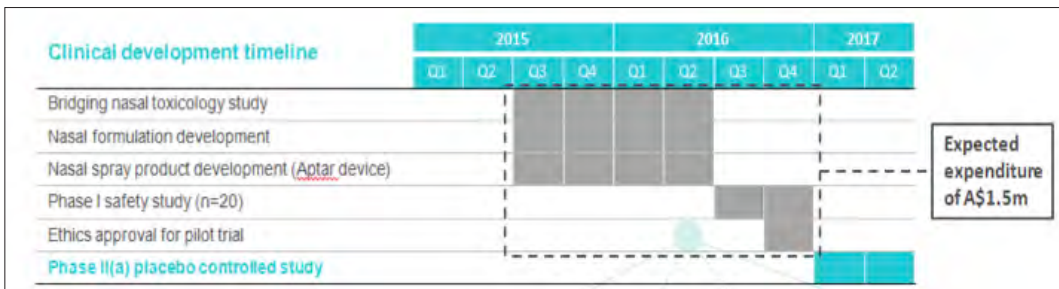 Clinical development timeline
2015 2016 2017
Q1 Q2 Q3 Q4 Q1 Q2 Q3 Q4 Q1 Q2
Bridging nasal toxicology study
Nasal formulation development
Nasal spray product development (Aptar device)
Phase I safety study (n=20)
Ethics approval for pilot trial
Phase II(a) placebo controlled study
Expected
expenditure
of A$1.5m